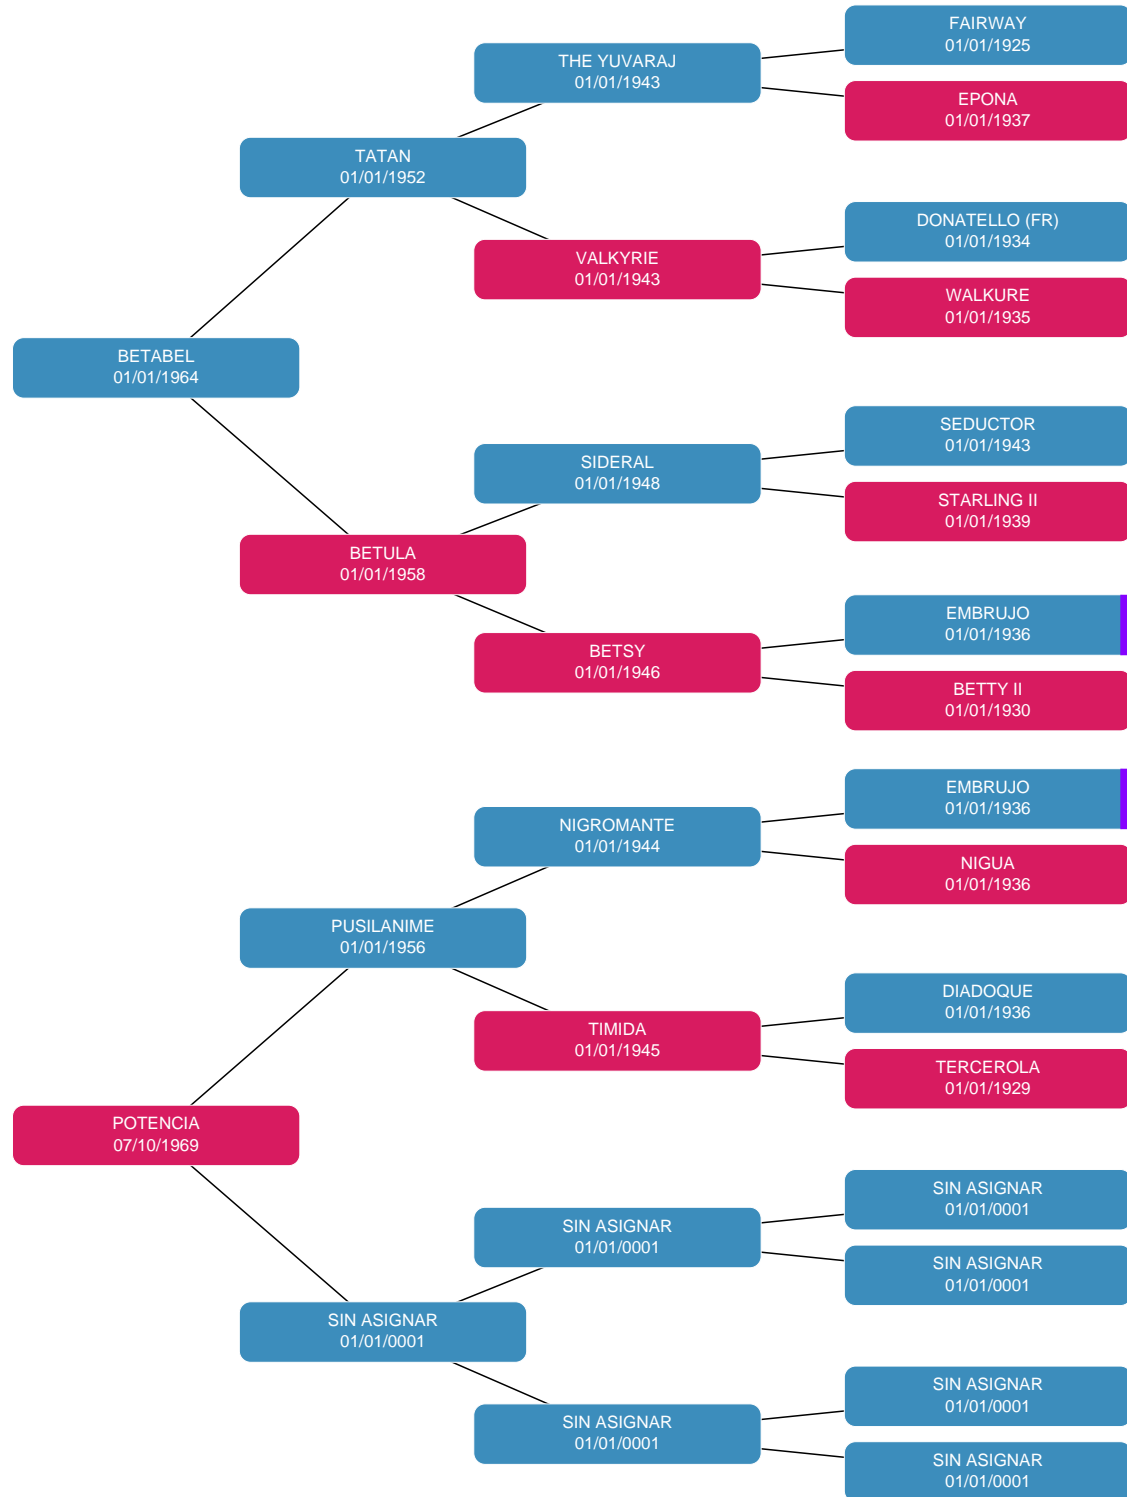 FAIRWAY
01/01/1925
THE YUVARAJ
01/01/1943
EPONA
01/01/1937
TATAN
01/01/1952
DONATELLO (FR)
01/01/1934
VALKYRIE
01/01/1943
WALKURE
01/01/1935
BETABEL
01/01/1964
SEDUCTOR
01/01/1943
SIDERAL
01/01/1948
STARLING II
01/01/1939
BETULA
01/01/1958
EMBRUJO
01/01/1936
BETSY
01/01/1946
BETTY II
01/01/1930
EMBRUJO
01/01/1936
NIGROMANTE
01/01/1944
NIGUA
01/01/1936
PUSILANIME
01/01/1956
DIADOQUE
01/01/1936
TIMIDA
01/01/1945
TERCEROLA
01/01/1929
POTENCIA
07/10/1969
SIN ASIGNAR
01/01/0001
SIN ASIGNAR
01/01/0001
SIN ASIGNAR
01/01/0001
SIN ASIGNAR
01/01/0001
SIN ASIGNAR
01/01/0001
SIN ASIGNAR
01/01/0001
SIN ASIGNAR
01/01/0001